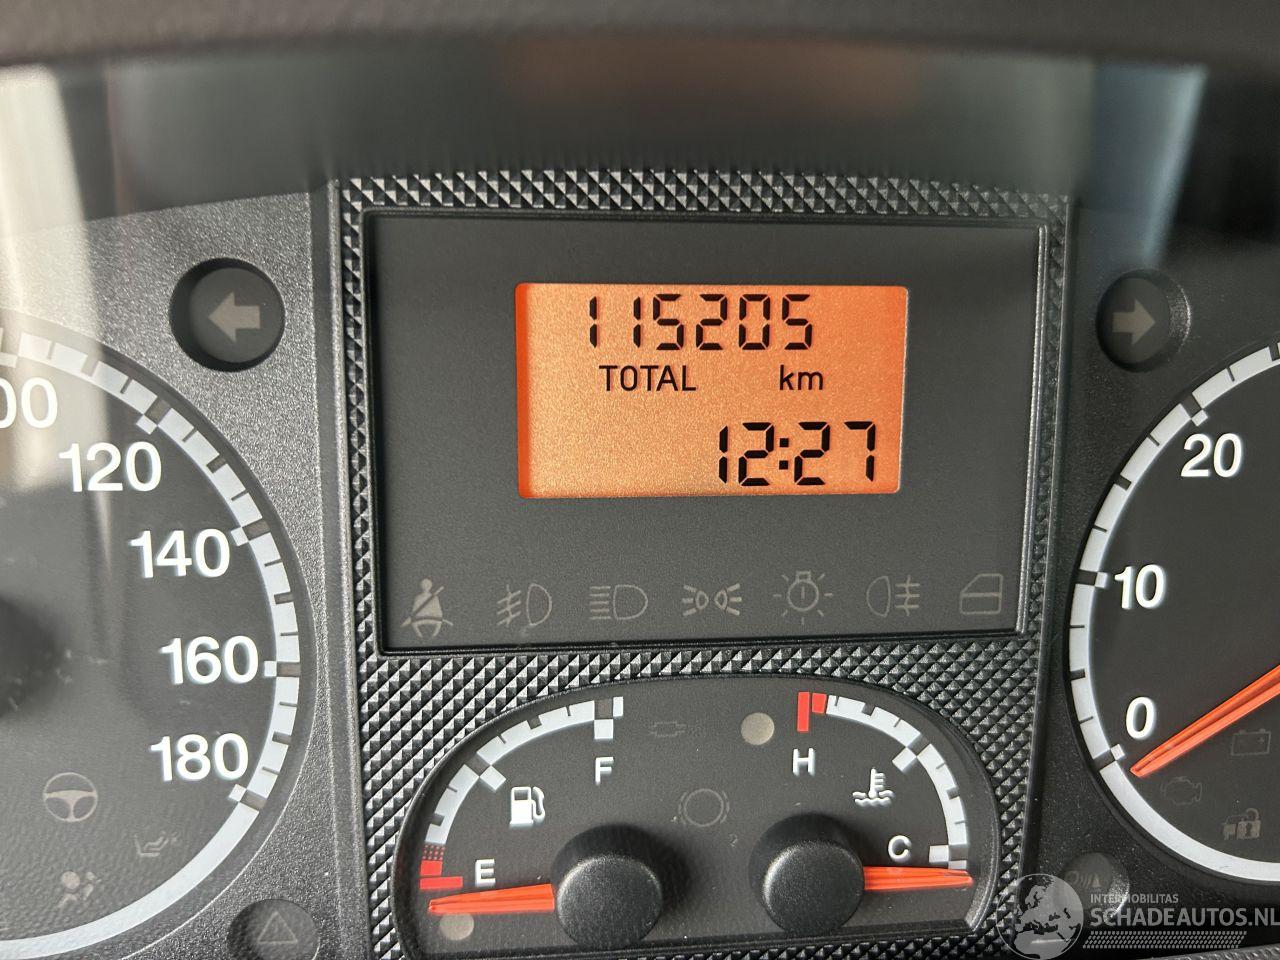 115205
TOTAL km
12:27
00
120
140
160
180
20
10
0
F
E
H
C
INTERMOBILITAS
SCHADEAUTOS.NL